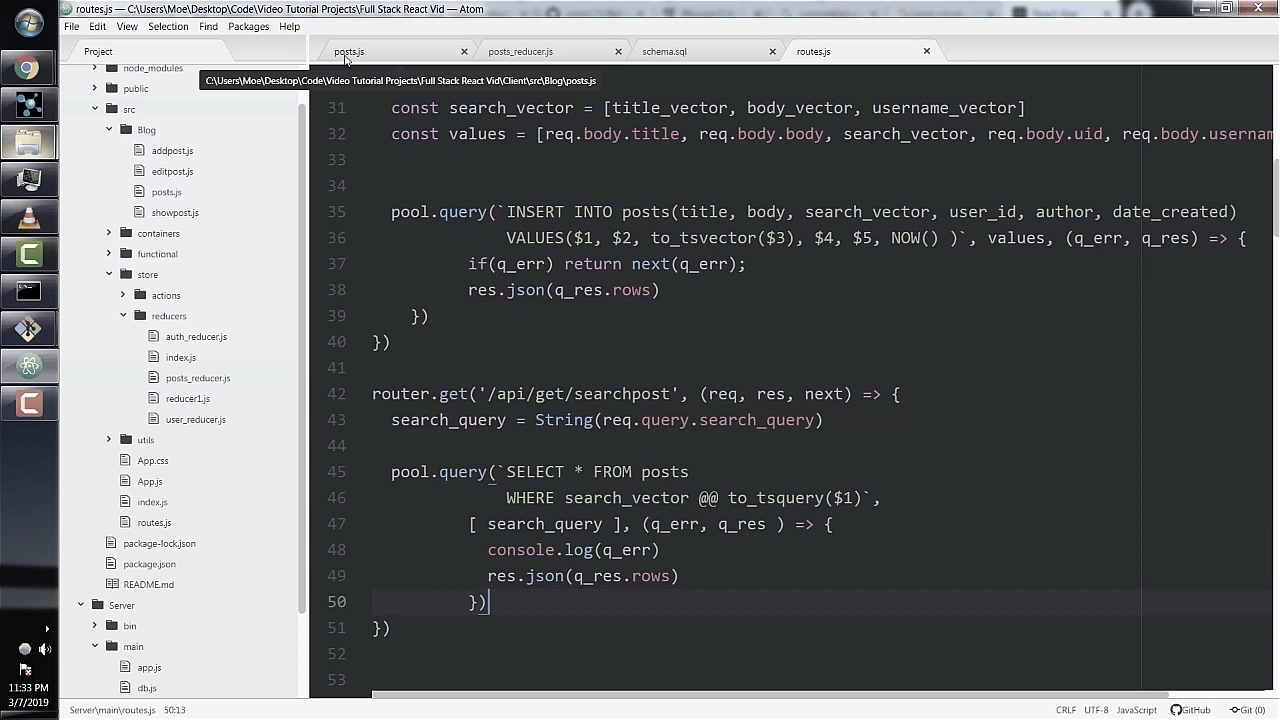 routes.js — C:\Users\Moe\Desktop\Code\Video Tutorial Projects\Full Stack React Vid — Atom
File Edit View Selection Find Packages Help
Project
posts.js
posts_reducer.js
schema.sql
routes.js
C:\Users\Moe\Desktop\Code\Video Tutorial Projects\Full Stack React Vid\Client\src\Blog\posts.js
node_modules
public
src
Blog
addpost.js
editpost.js
posts.js
showpost.js
containers
functional
store
actions
reducers
auth_reducer.js
index.js
posts_reducer.js
reducer1.js
user_reducer.js
utils
App.css
App.js
index.js
routes.js
package-lock.json
package.json
README.md
Server
bin
main
app.js
db.js
31 const search_vector = [title_vector, body_vector, username_vector]
32 const values = [req.body.title, req.body.body, search_vector, req.body.uid, req.body.userna
33
34
35 pool.query(`INSERT INTO posts(title, body, search_vector, user_id, author, date_created)
36 VALUES($1, $2, to_tsvector($3), $4, $5, NOW() )`, values, (q_err, q_res) => {
37 if(q_err) return next(q_err);
38 res.json(q_res.rows)
39 })
40 })
41
42 router.get('/api/get/searchpost', (req, res, next) => {
43 search_query = String(req.query.search_query)
44
45 pool.query(`SELECT * FROM posts
46 WHERE search_vector @@ to_tsquery($1)`,
47 [ search_query ], (q_err, q_res ) => {
48 console.log(q_err)
49 res.json(q_res.rows)
50 })
51 })
52
53
11:33 PM
3/7/2019
Server\main\routes.js 50:13
CRLF UTF-8 JavaScript GitHub Git (0)